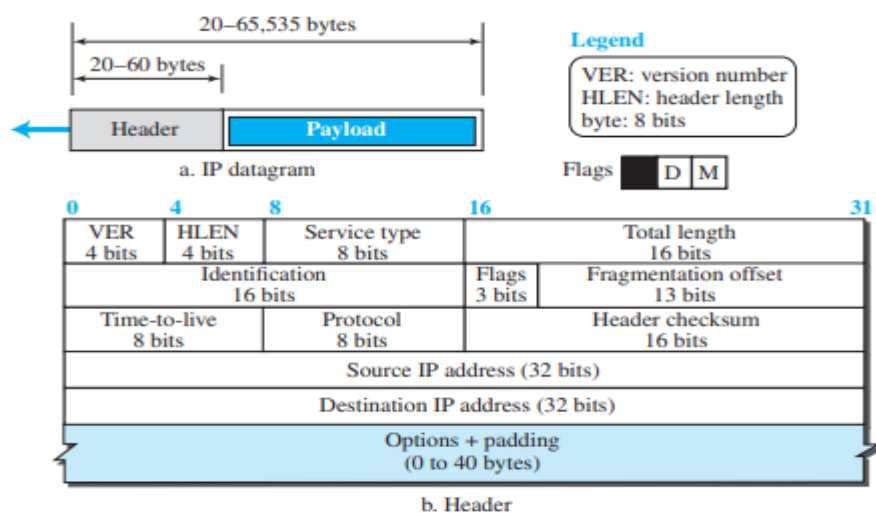 20–65,535 bytes
20–60 bytes
Legend
VER: version number
HLEN: header length
byte: 8 bits
Header
Payload
a. IP datagram
Flags D M
0 4 8 16 31
VER HLEN Service type Total length
4 bits 4 bits 8 bits 16 bits
Identification Flags Fragmentation offset
16 bits 3 bits 13 bits
Time-to-live Protocol Header checksum
8 bits 8 bits 16 bits
Source IP address (32 bits)
Destination IP address (32 bits)
Options + padding
(0 to 40 bytes)
b. Header